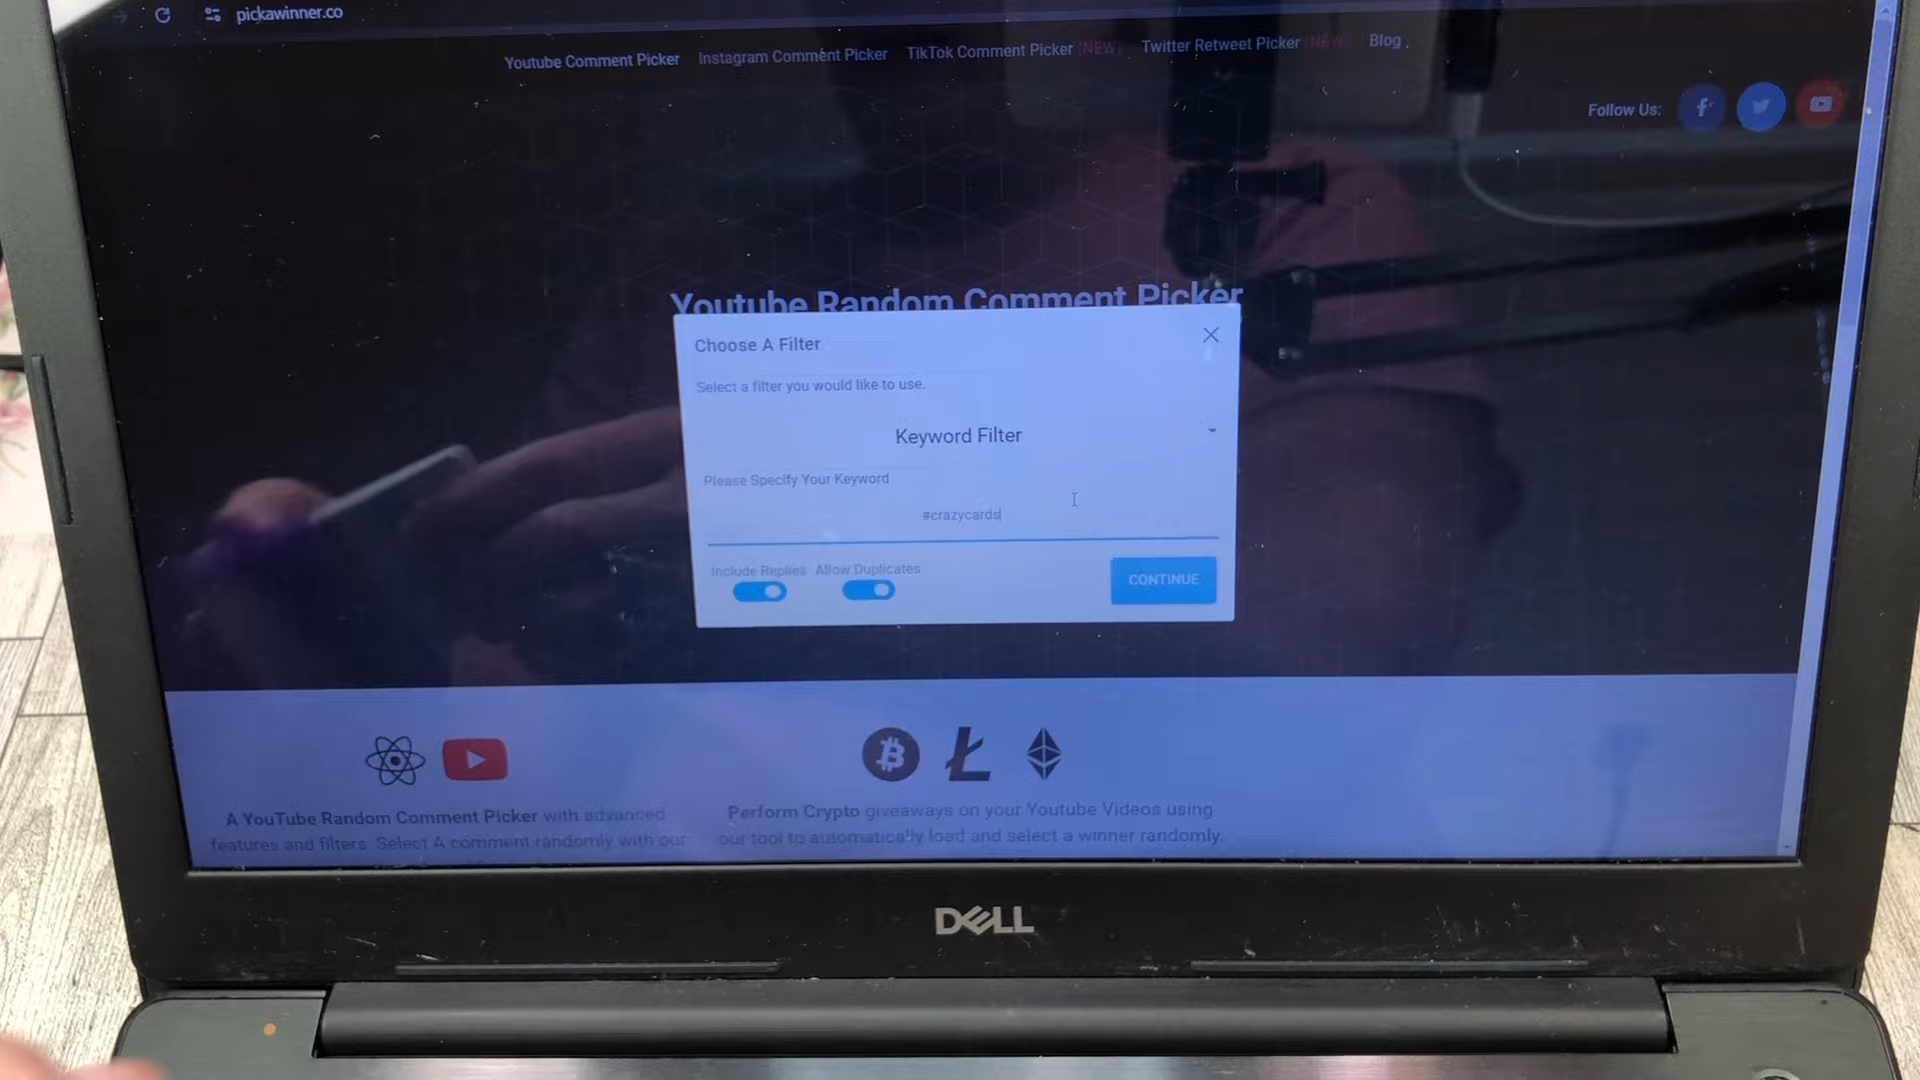 pickawinner.co
Youtube Comment Picker Instagram Comment Picker TikTok Comment Picker (NEW) Twitter Retweet Picker (NEW) Blog
Follow Us:
Youtube Random Comment Picker
Choose A Filter
Select a filter you would like to use.
Keyword Filter
Please Specify Your Keyword
#crazycards
Include Replies Allow Duplicates
CONTINUE
A YouTube Random Comment Picker with advanced
features and filters. Select A comment randomly with our
Perform Crypto giveaways on your Youtube Videos using
our tool to automatically load and select a winner randomly.
DELL